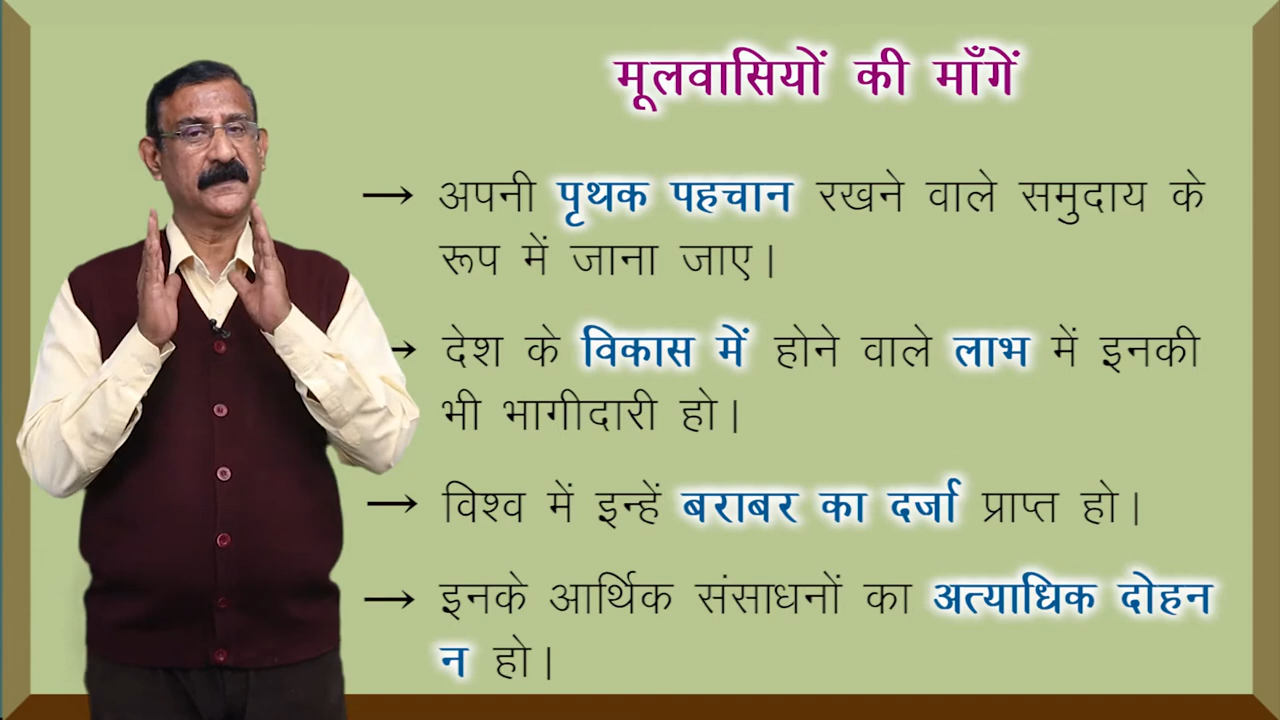 मूलवासियों की माँगें
→ अपनी पृथक पहचान रखने वाले समुदाय के
रूप में जाना जाए।
→ देश के विकास में होने वाले लाभ में इनकी
भी भागीदारी हो।
→ विश्व में इन्हें बराबर का दर्जा प्राप्त हो।
→ इनके आर्थिक संसाधनों का अत्याधिक दोहन
न हो।